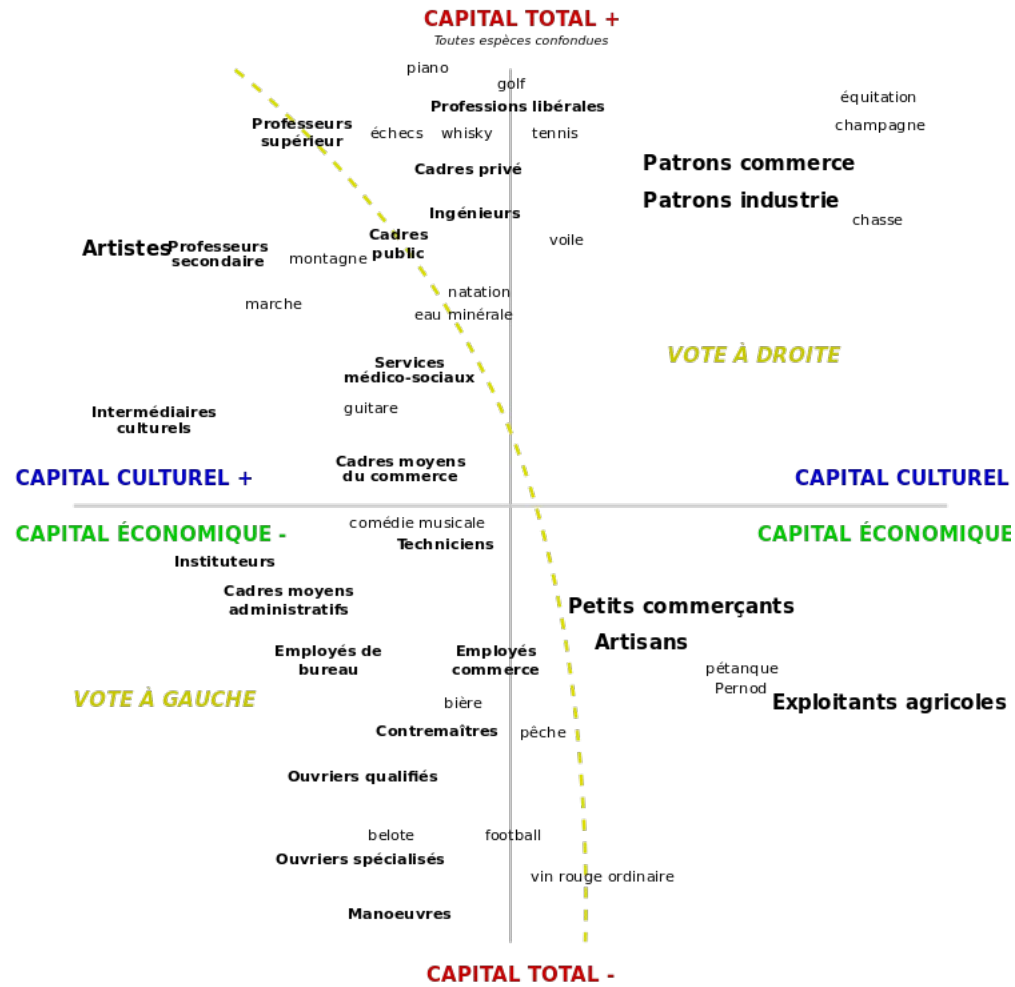 CAPITAL TOTAL +
Toutes espèces confondues
piano
golf
équitation
Professions libérales
champagne
Professeurs
supérieur
échecs
whisky
tennis
Patrons commerce
Cadres privé
Patrons industrie
Ingénieurs
chasse
Cadres
public
voile
Artistes
Professeurs
secondaire
montagne
natation
marche
eau minérale
VOTE À DROITE
Services
médico-sociaux
guitare
Intermédiaires
culturels
Cadres moyens
du commerce
CAPITAL CULTUREL +
CAPITAL CULTUREL
CAPITAL ÉCONOMIQUE -
CAPITAL ÉCONOMIQUE
comédie musicale
Techniciens
Instituteurs
Cadres moyens
administratifs
Petits commerçants
Artisans
Employés de
bureau
Employés
commerce
pétanque
Pernod
VOTE À GAUCHE
Exploitants agricoles
bière
Contremaîtres
pêche
Ouvriers qualifiés
belote
football
Ouvriers spécialisés
vin rouge ordinaire
Manoeuvres
CAPITAL TOTAL -